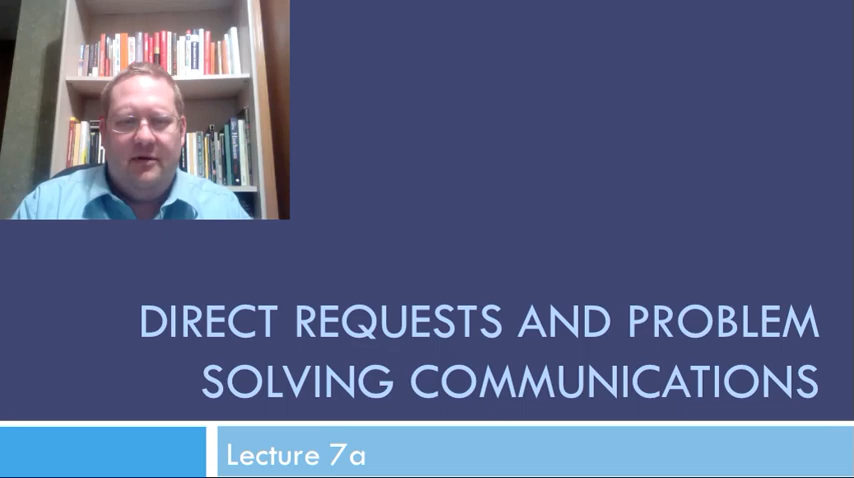 DIRECT REQUESTS AND PROBLEM
SOLVING COMMUNICATIONS
Lecture 7a